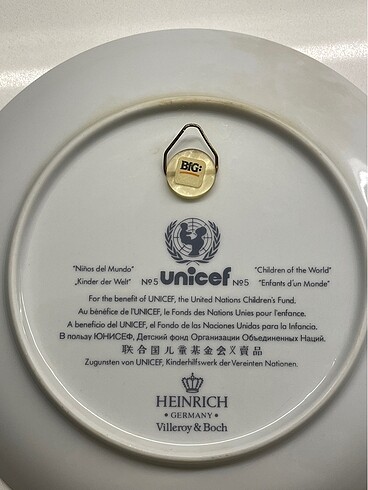 BfG:
"Niños del Mundo" "Children of the World"
„Kinder der Welt" Nº5 unicef Nº5 "Enfants d'un Monde"
For the benefit of UNICEF, the United Nations Children's Fund.
Au bénéfice de l'UNICEF, le Fonds des Nations Unies pour l'enfance.
A beneficio del UNICEF, el Fondo de las Naciones Unidas para la Infancia.
В пользу ЮНИСЕФ, Детский фонд Организации Объединенных Наций.
联合国儿童基金会义賣品
Zugunsten von UNICEF, Kinderhilfswerk der Vereinten Nationen.
HEINRICH
• GERMANY •
Villeroy & Boch